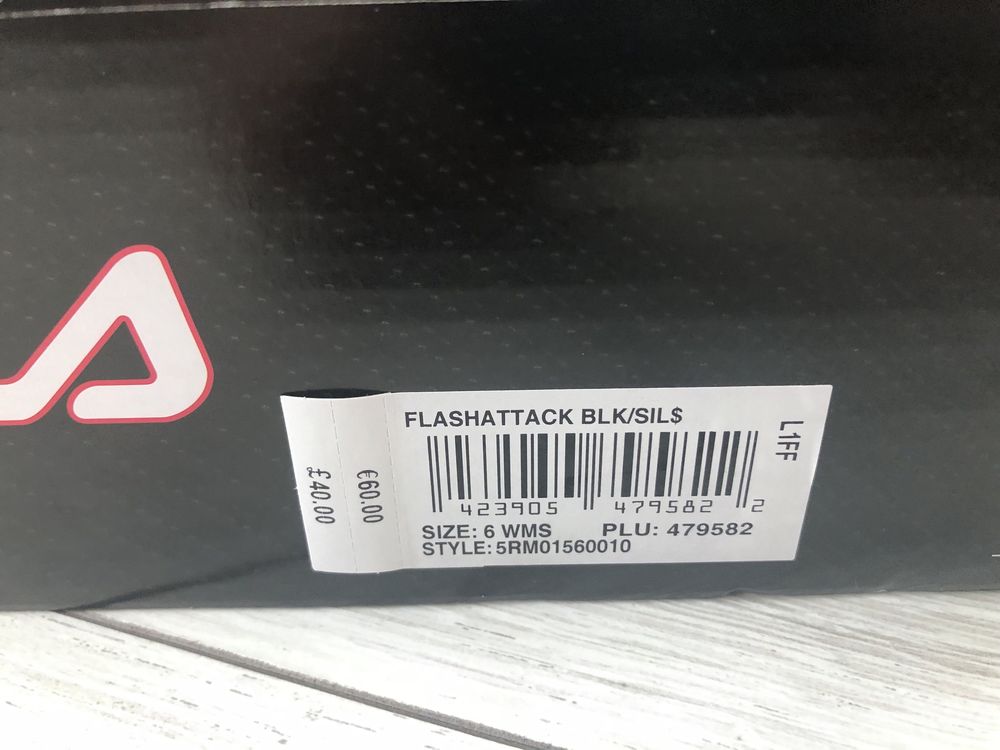 FLASHATTACK BLK/SIL$
L1FF
423905 479582 2
SIZE: 6 WMS PLU: 479582
STYLE: 5RM01560010
€60.00
£40.00